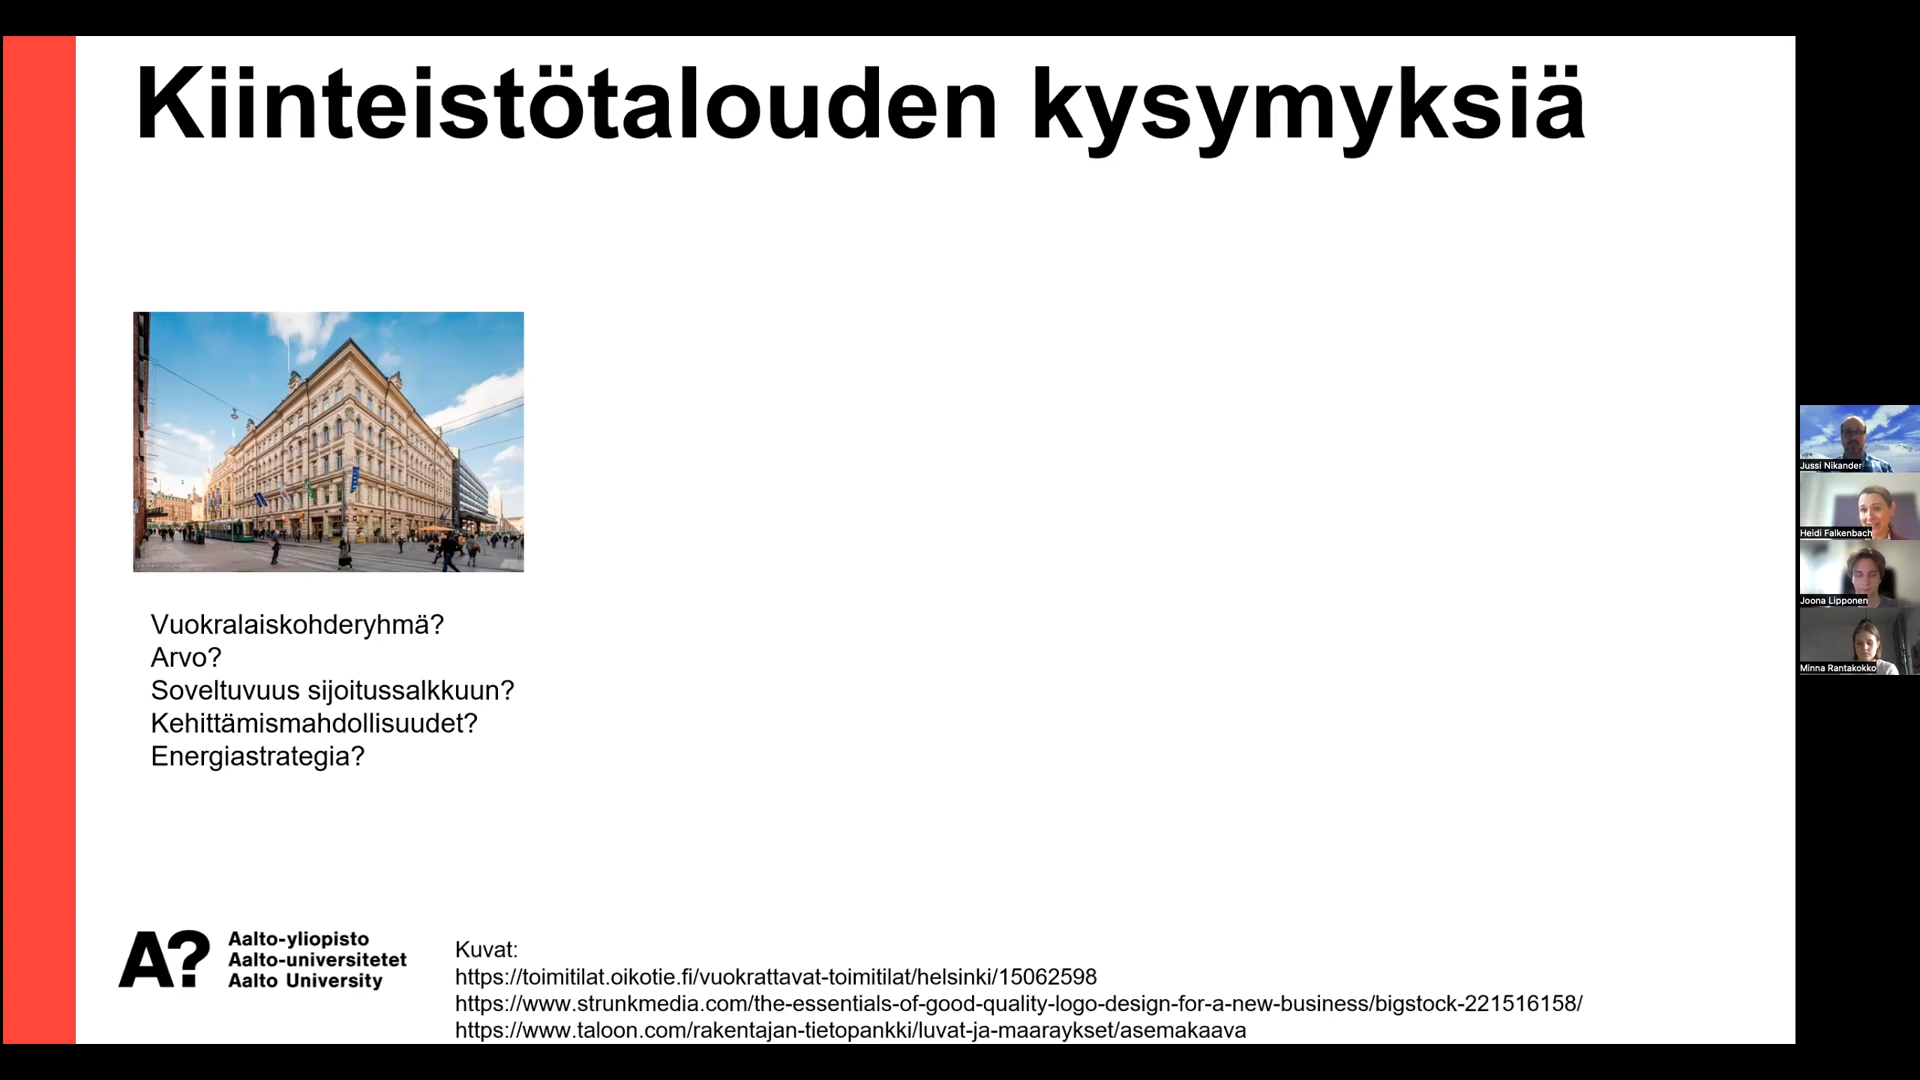 Kiinteistötalouden kysymyksiä
Vuokralaiskohderyhmä?
Arvo?
Soveltuvuus sijoitussalkkuun?
Kehittämismahdollisuudet?
Energiastrategia?
A?
Aalto-yliopisto
Aalto-universitetet
Aalto University
Kuvat:
https://toimitilat.oikotie.fi/vuokrattavat-toimitilat/helsinki/15062598
https://www.strunkmedia.com/the-essentials-of-good-quality-logo-design-for-a-new-business/bigstock-221516158/
https://www.taloon.com/rakentajan-tietopankki/luvat-ja-maaraykset/asemakaava
Jussi Nikander
Heidi Falkenbach
Joona Lipponen
Minna Rantakokko